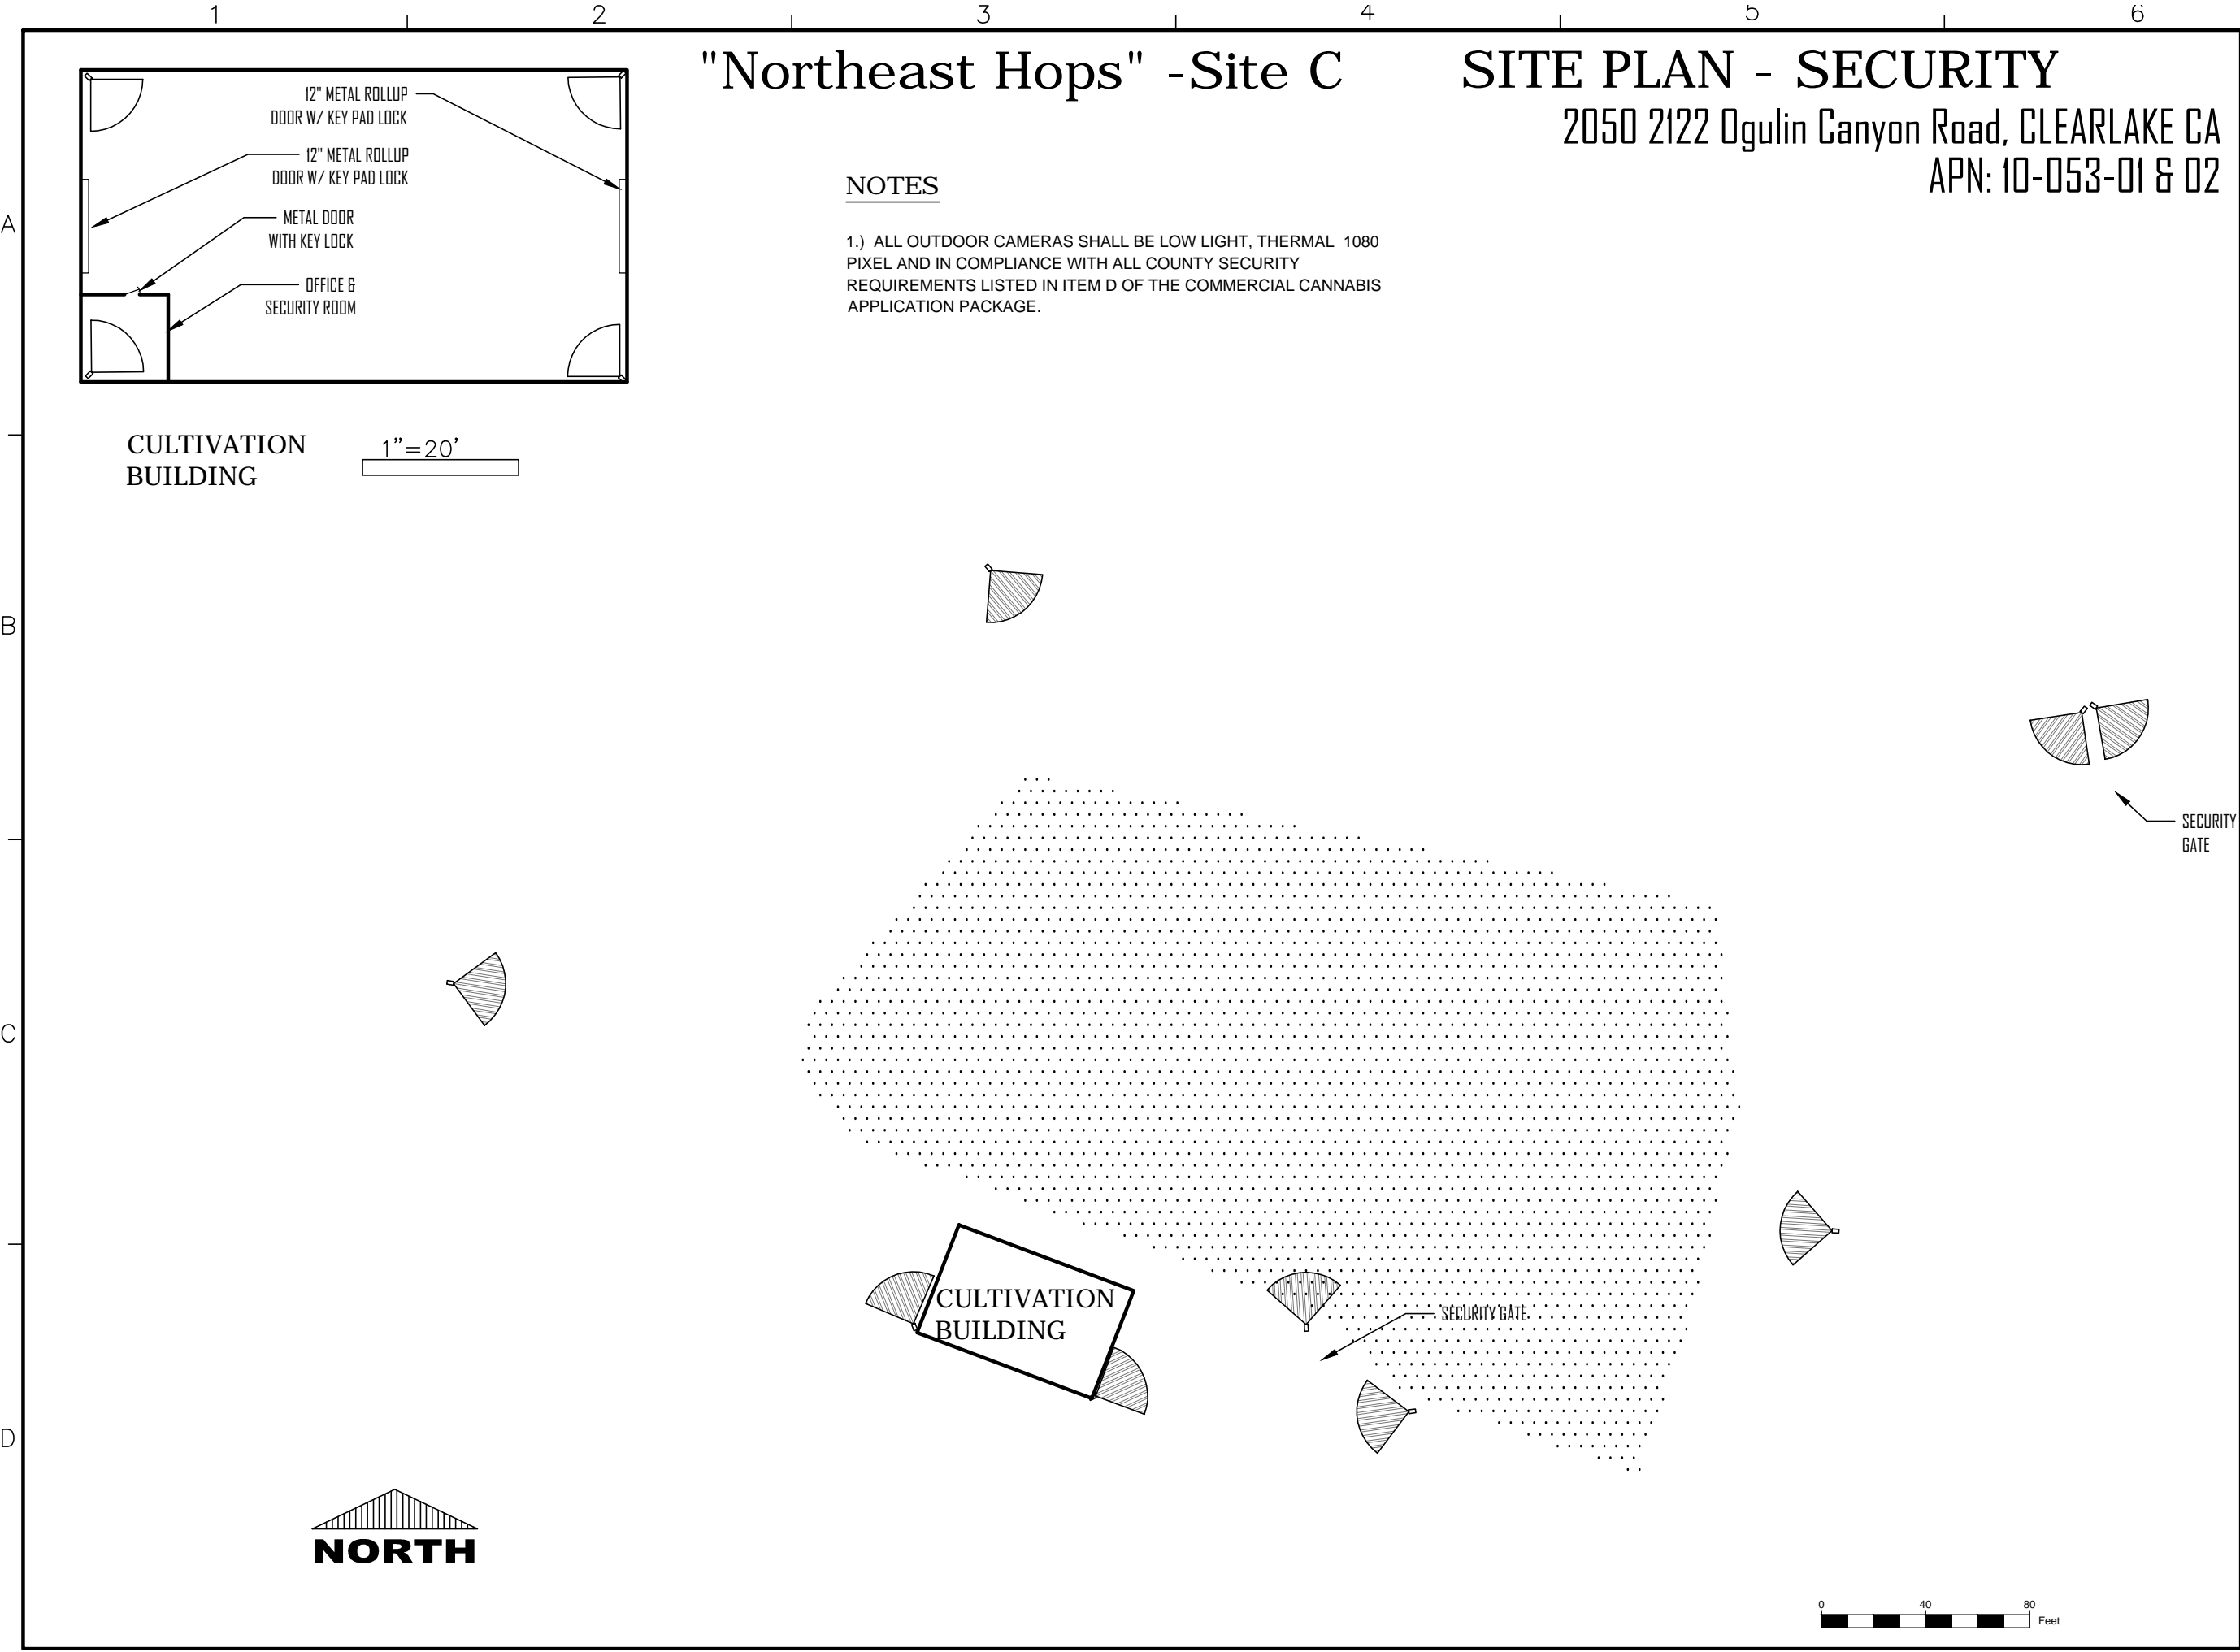 1 2 3 4 5 6
"Northeast Hops" -Site C
SITE PLAN - SECURITY
2050 2122 Ogulin Canyon Road, CLEARLAKE CA
APN: 10-053-01 & 02
12" METAL ROLLUP
DOOR W/ KEY PAD LOCK
12" METAL ROLLUP
DOOR W/ KEY PAD LOCK
METAL DOOR
WITH KEY LOCK
OFFICE &
SECURITY ROOM
CULTIVATION
BUILDING
1"=20'
NOTES
1.) ALL OUTDOOR CAMERAS SHALL BE LOW LIGHT, THERMAL 1080
PIXEL AND IN COMPLIANCE WITH ALL COUNTY SECURITY
REQUIREMENTS LISTED IN ITEM D OF THE COMMERCIAL CANNABIS
APPLICATION PACKAGE.
A
B
C
D
SECURITY
GATE
CULTIVATION
BUILDING
SECURITY GATE
NORTH
0 40 80
Feet